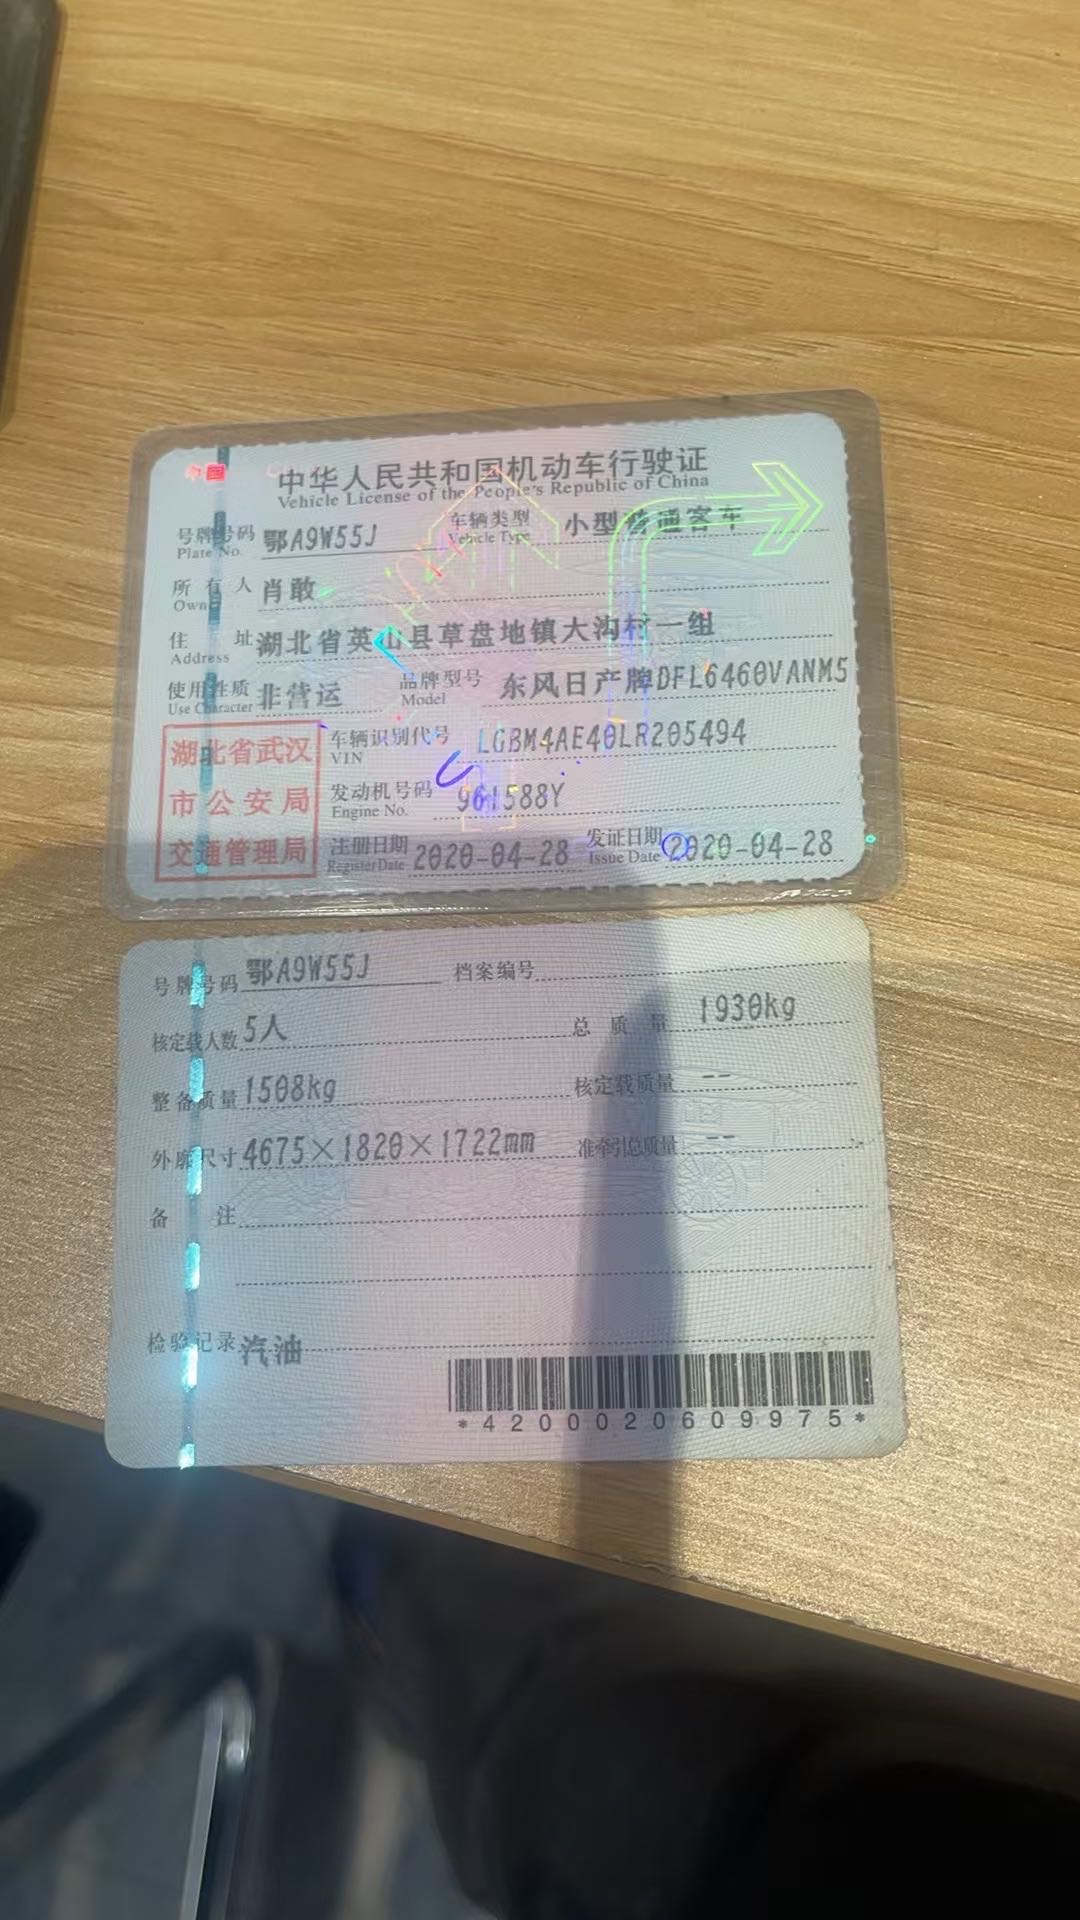 中国
中华人民共和国机动车行驶证
Vehicle License of the People's Republic of China
号牌号码 Plate No. 鄂A9W55J 车辆类型 Vehicle Type 小型普通客车
所有人 Owner 肖敢
住址 Address 湖北省英山县草盘地镇大沟村一组
使用性质 Use Character 非营运 品牌型号 Model 东风日产牌DFL6460VANM5
湖北省武汉市公安局交通管理局
车辆识别代号 VIN LGBM4AE40LR205494
发动机号码 Engine No. 961588Y
注册日期 Register Date 2020-04-28 发证日期 Issue Date 2020-04-28
号牌号码 鄂A9W55J 档案编号
核定载人数 5人 总质量 1930kg
整备质量 1508kg 核定载质量 --
外廓尺寸 4675×1820×1722mm 准牵引总质量 --
备注
检验记录 汽油
*4200020609975*